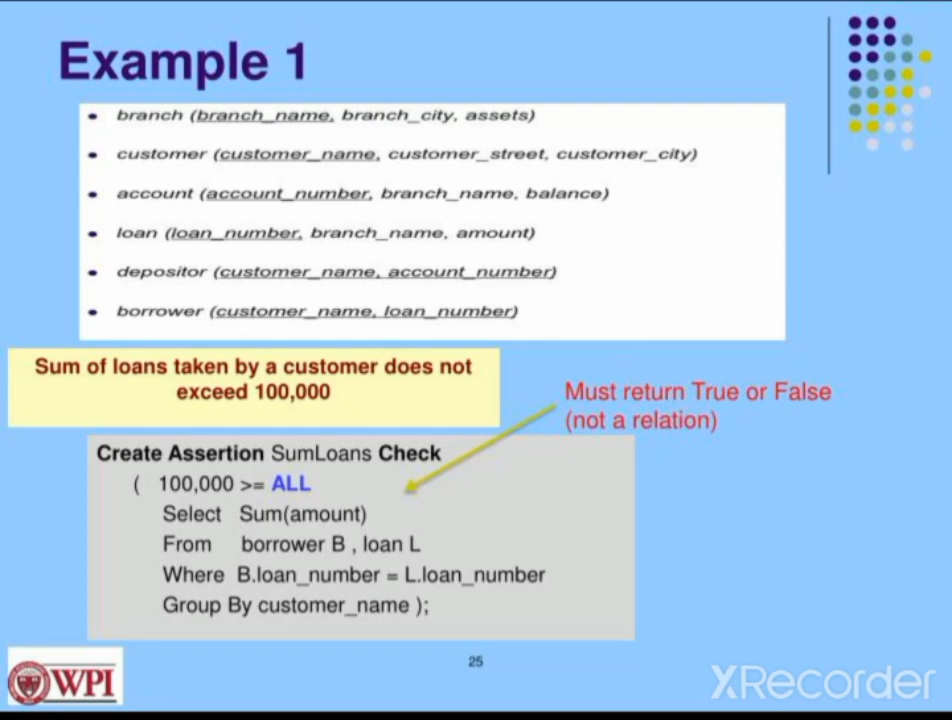 Example 1
• branch (branch_name, branch_city, assets)
• customer (customer_name, customer_street, customer_city)
• account (account_number, branch_name, balance)
• loan (loan_number, branch_name, amount)
• depositor (customer_name, account_number)
• borrower (customer_name, loan_number)
Sum of loans taken by a customer does not
exceed 100,000
Must return True or False
(not a relation)
Create Assertion SumLoans Check
( 100,000 >= ALL
Select Sum(amount)
From borrower B , loan L
Where B.loan_number = L.loan_number
Group By customer_name );
WPI
25
XRecorder